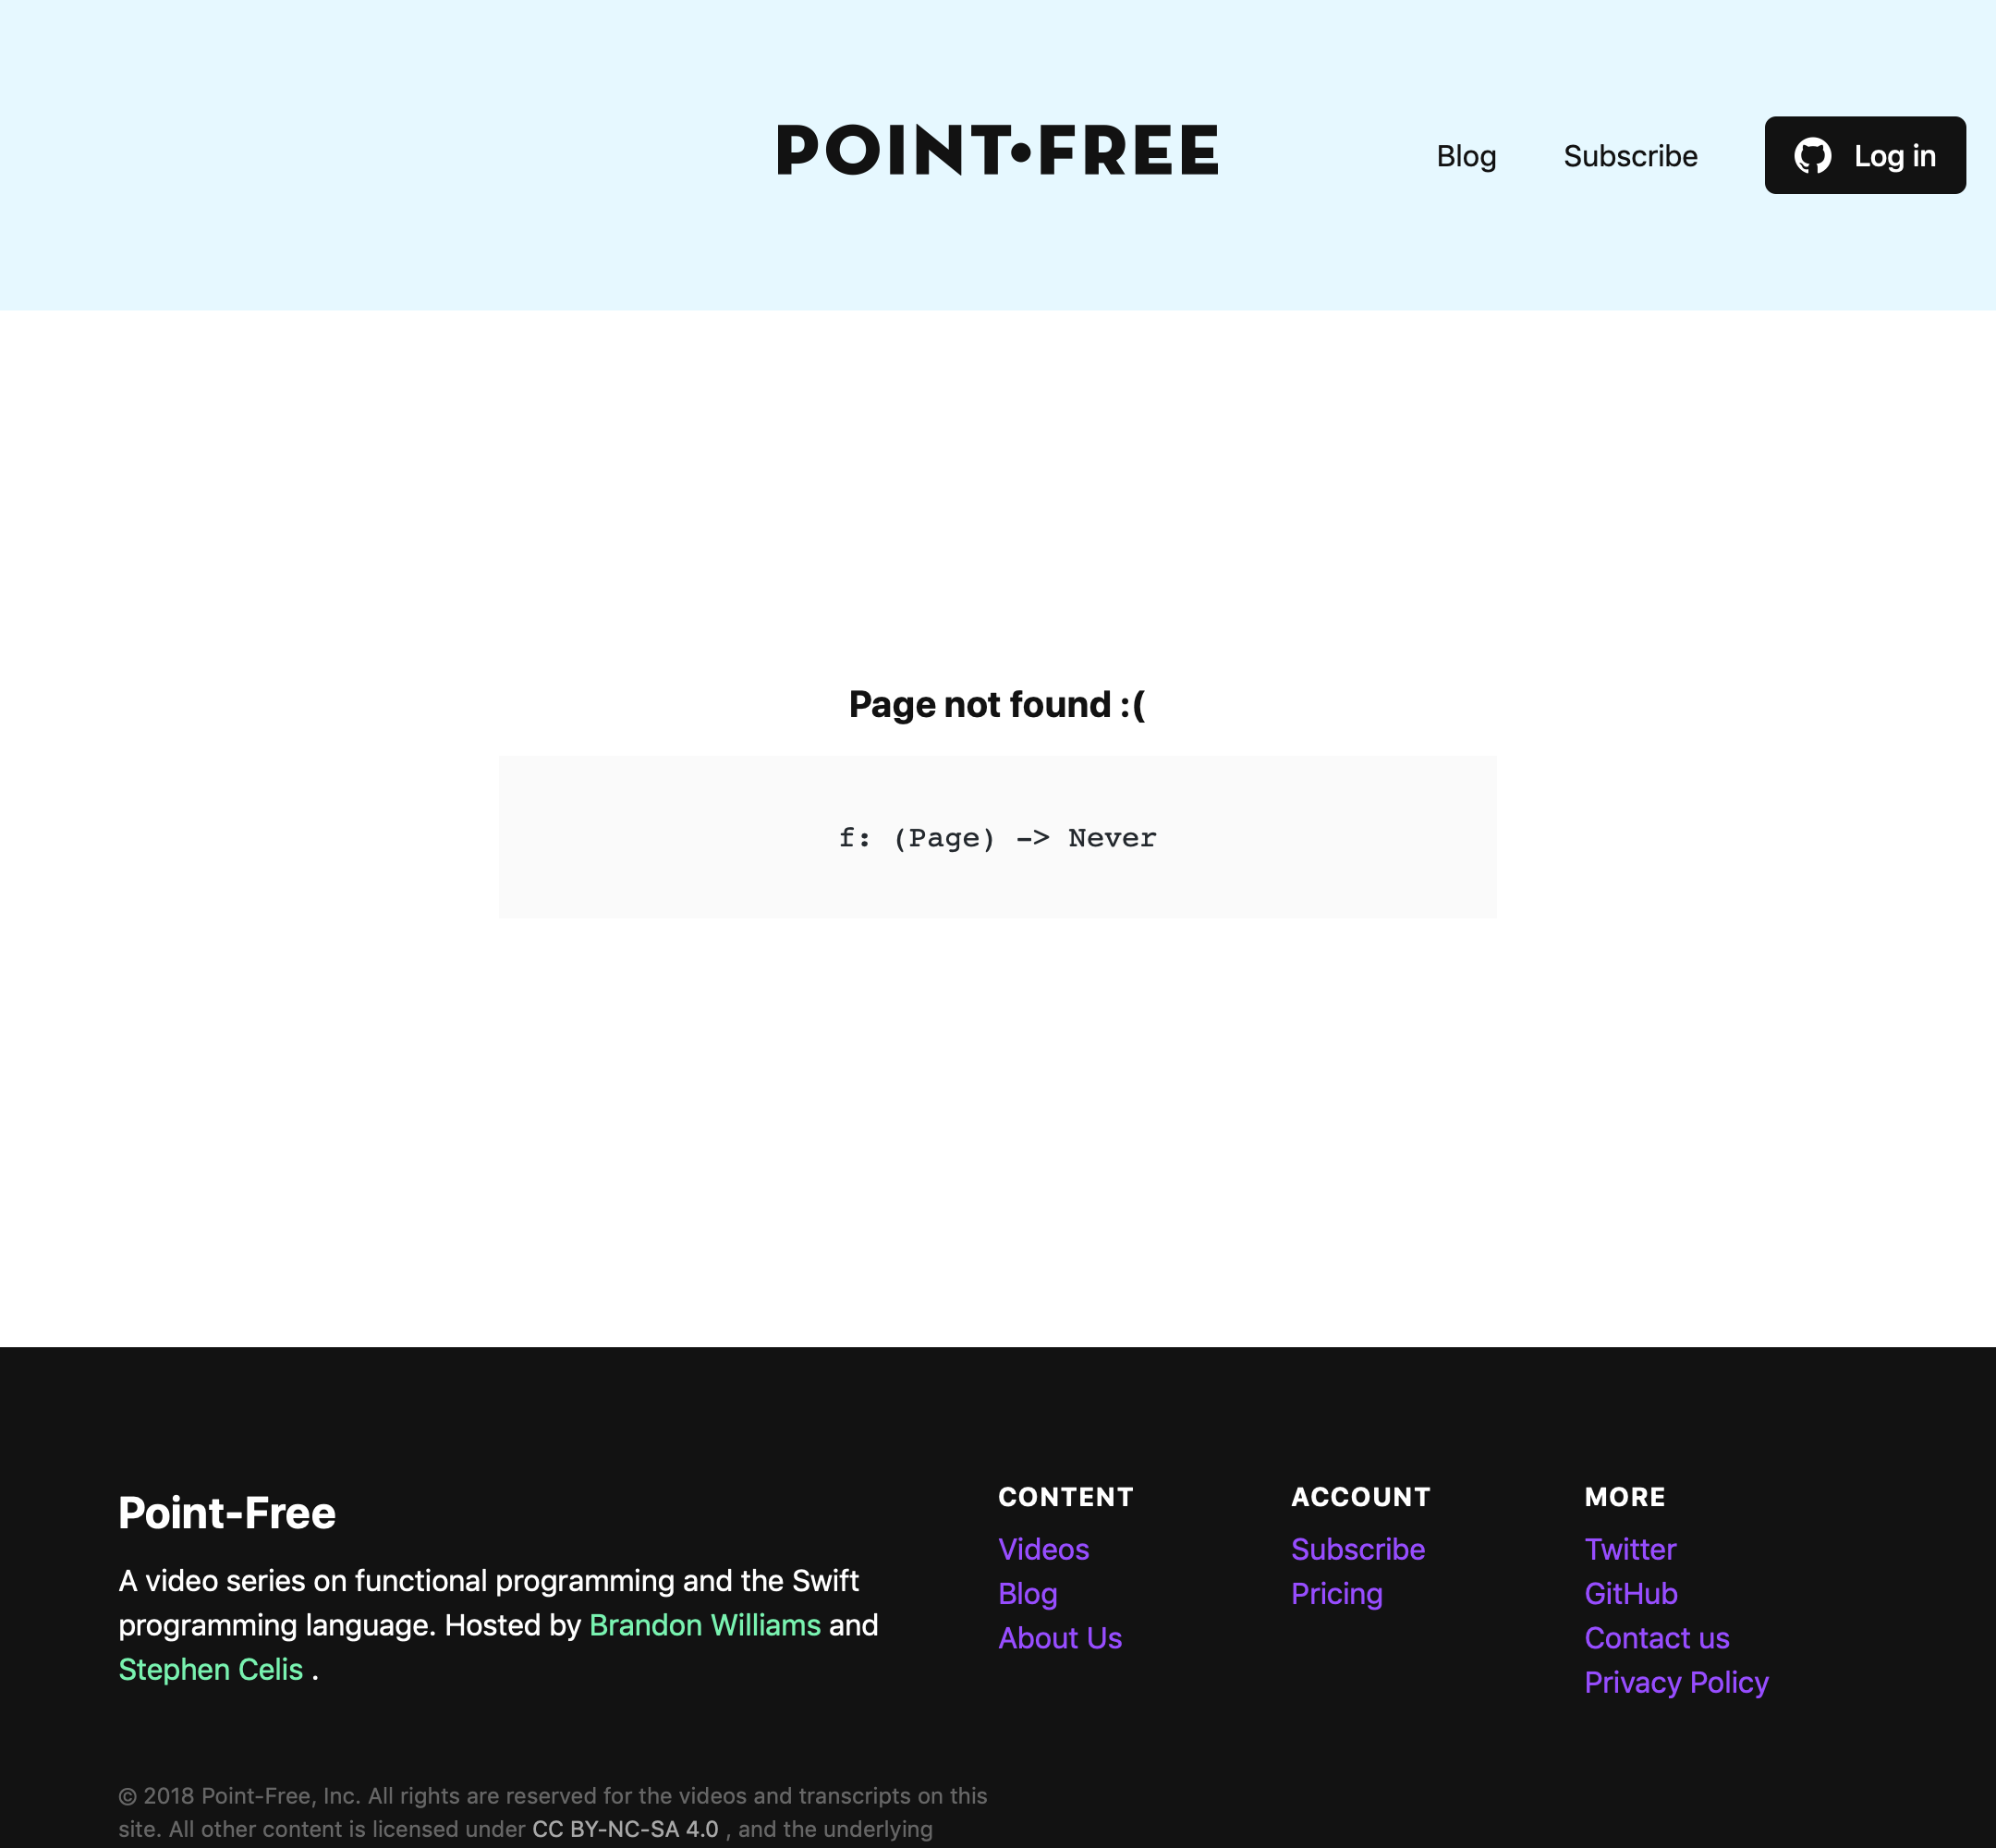 POINT•FREE
Blog
Subscribe
Log in
Page not found :(
f: (Page) -> Never
Point-Free
A video series on functional programming and the Swift
programming language. Hosted by Brandon Williams and
Stephen Celis .
CONTENT
Videos
Blog
About Us
ACCOUNT
Subscribe
Pricing
MORE
Twitter
GitHub
Contact us
Privacy Policy
© 2018 Point-Free, Inc. All rights are reserved for the videos and transcripts on this
site. All other content is licensed under CC BY-NC-SA 4.0 , and the underlying